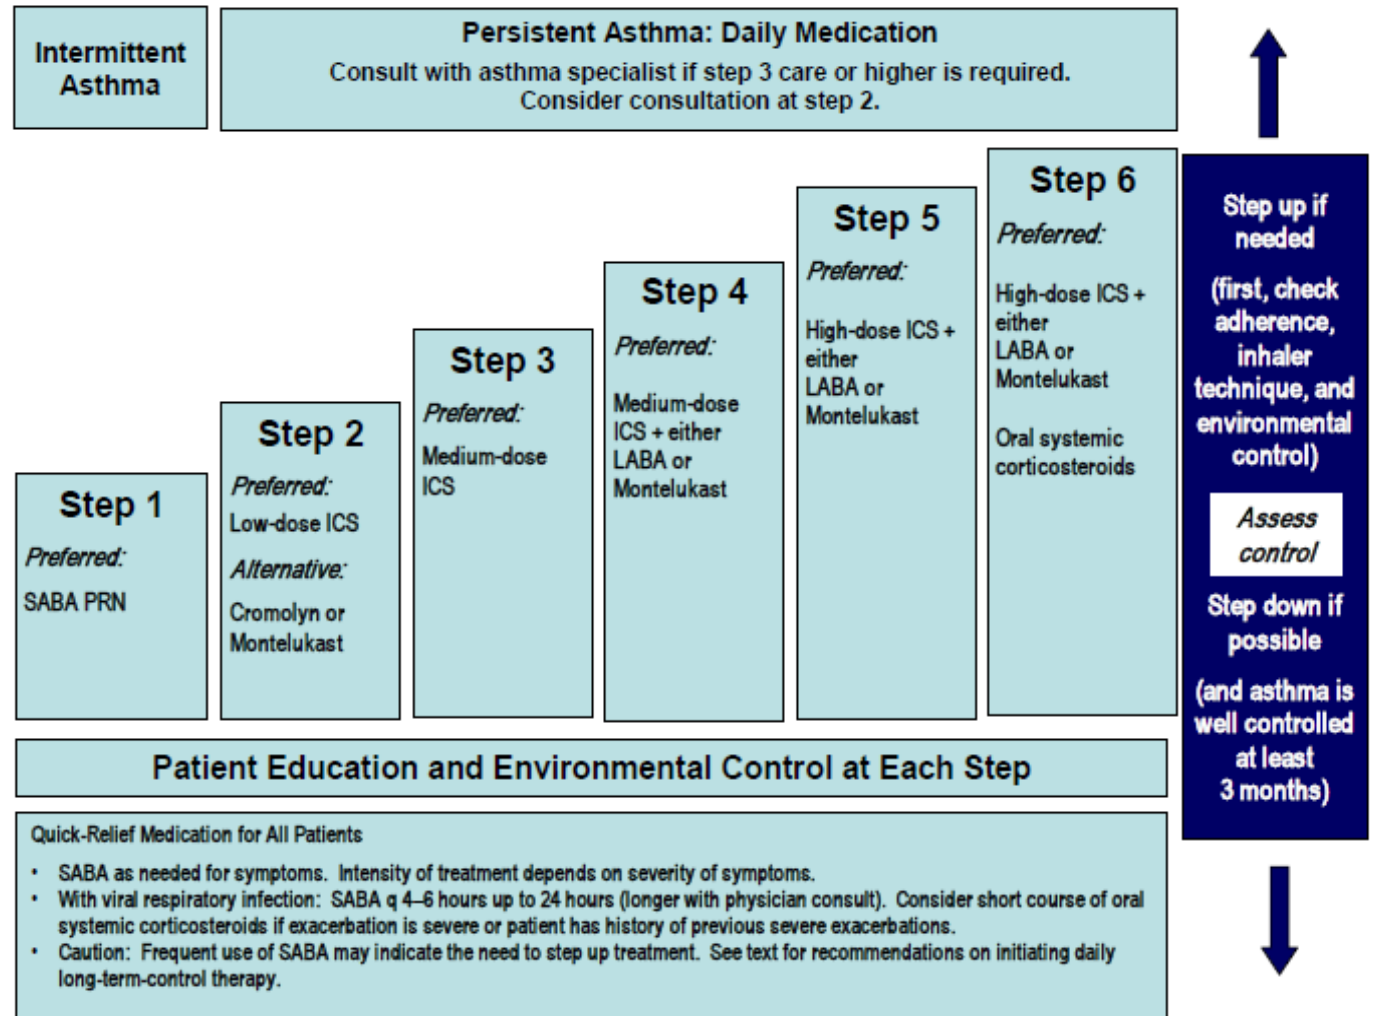 Intermittent
Asthma
Persistent Asthma: Daily Medication
Consult with asthma specialist if step 3 care or higher is required.
Consider consultation at step 2.
Step 1
Preferred:
SABA PRN
Step 2
Preferred:
Low-dose ICS
Alternative:
Cromolyn or
Montelukast
Step 3
Preferred:
Medium-dose
ICS
Step 4
Preferred:
Medium-dose
ICS + either
LABA or
Montelukast
Step 5
Preferred:
High-dose ICS +
either
LABA or
Montelukast
Step 6
Preferred:
High-dose ICS +
either
LABA or
Montelukast
Oral systemic
corticosteroids
Step up if
needed
(first, check
adherence,
inhaler
technique, and
environmental
control)
Assess
control
Step down if
possible
(and asthma is
well controlled
at least
3 months)
Patient Education and Environmental Control at Each Step
Quick-Relief Medication for All Patients
• SABA as needed for symptoms. Intensity of treatment depends on severity of symptoms.
• With viral respiratory infection: SABA q 4–6 hours up to 24 hours (longer with physician consult). Consider short course of oral
systemic corticosteroids if exacerbation is severe or patient has history of previous severe exacerbations.
• Caution: Frequent use of SABA may indicate the need to step up treatment. See text for recommendations on initiating daily
long-term-control therapy.